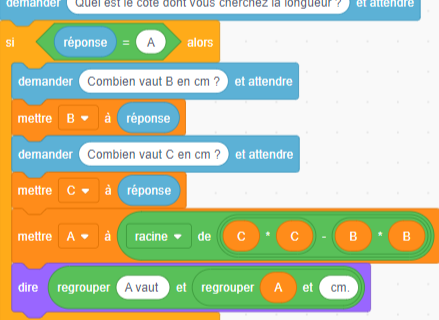 demander Quel est le côté dont vous cherchez la longueur ? et attendre
si réponse = A alors
demander Combien vaut B en cm ? et attendre
mettre B à réponse
demander Combien vaut C en cm ? et attendre
mettre C à réponse
mettre A à racine de C * C - B * B
dire regrouper A vaut et regrouper A et cm.